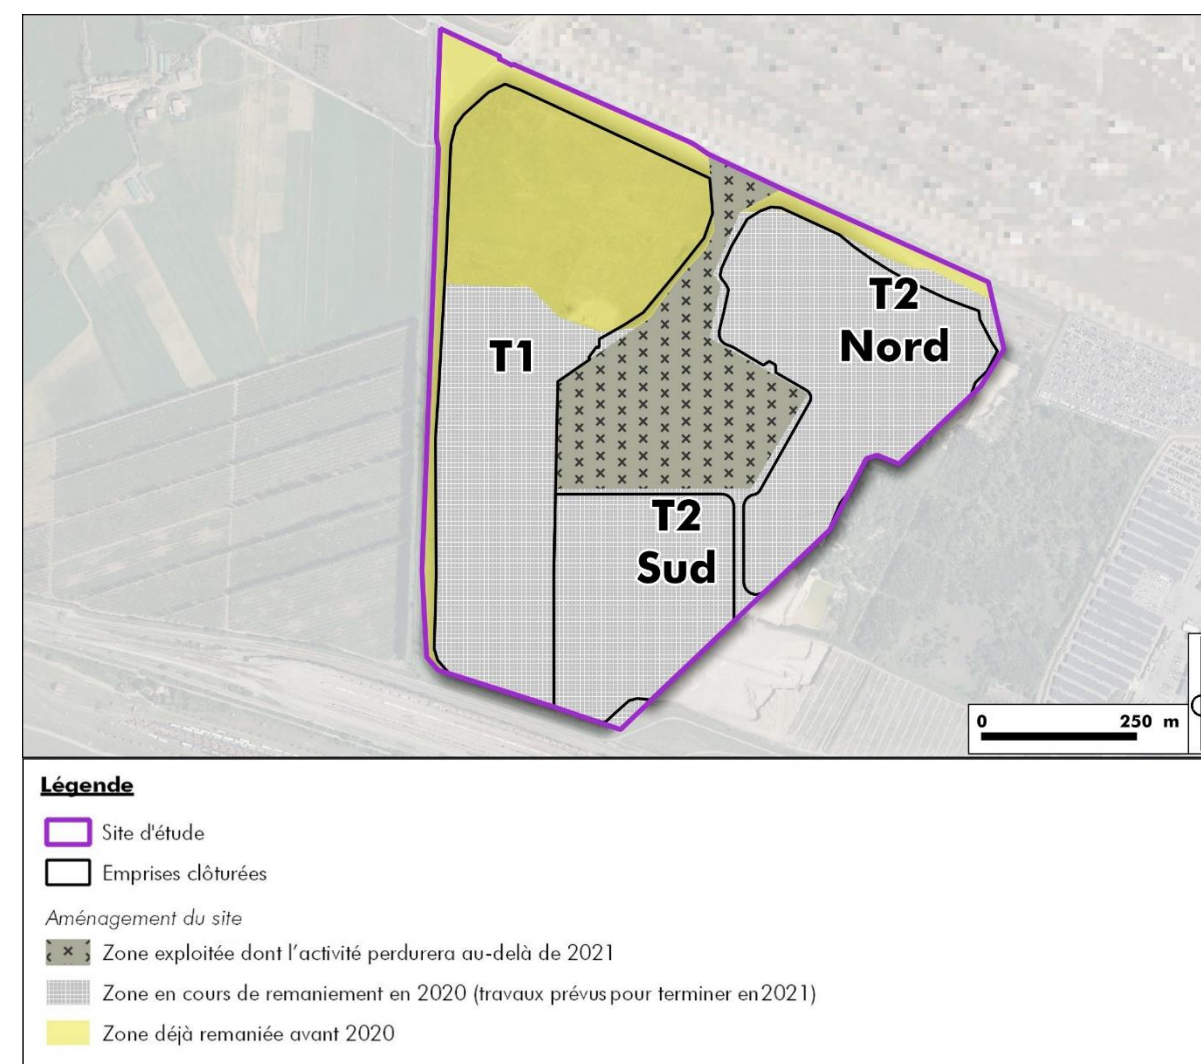 T1
T2
Nord
T2
Sud
0 250 m
Légende
Site d'étude
Emprises clôturées
Aménagement du site
Zone exploitée dont l'activité perdurera au-delà de 2021
Zone en cours de remaniement en 2020 (travaux prévus pour terminer en 2021)
Zone déjà remaniée avant 2020